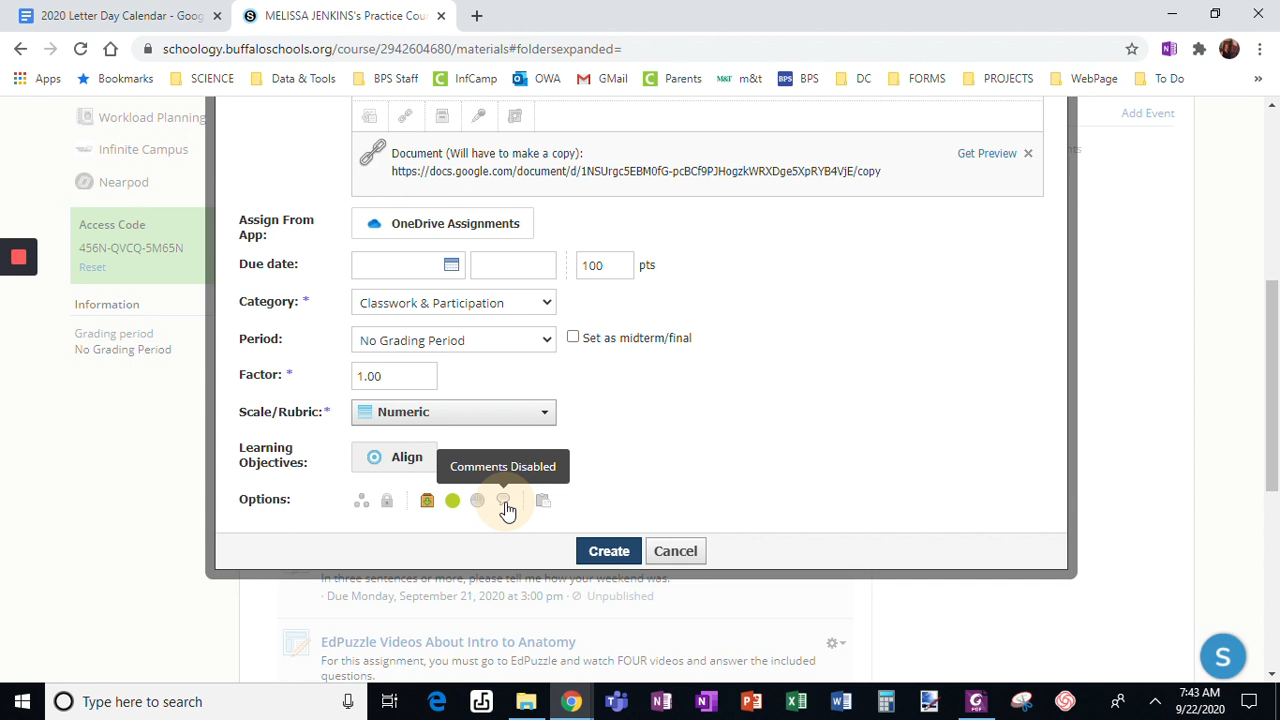 2020 Letter Day Calendar - Goog
MELISSA JENKINS's Practice Cou
schoology.buffaloschools.org/course/2942604680/materials#foldersexpanded=
Apps Bookmarks SCIENCE Data & Tools BPS Staff InfCamp OWA GMail Parents m&t BPS DC FORMS PROJECTS WebPage To Do »
Workload Planning
Infinite Campus
Nearpod
Access Code
456N-QVCQ-5M65N
Reset
Information
Grading period
No Grading Period
Add Event
Document (Will have to make a copy):
Get Preview
https://docs.google.com/document/d/1NSUrgc5EBM0fG-pcBCf9PJHogzkWRXDge5XpRYB4VjE/copy
Assign From
App:
OneDrive Assignments
Due date:
100 pts
Category: *
Classwork & Participation
Period:
No Grading Period
Set as midterm/final
Factor: *
1.00
Scale/Rubric:*
Numeric
Learning
Objectives:
Align
Comments Disabled
Options:
Create
Cancel
In three sentences or more, please tell me how your weekend was.
· Due Monday, September 21, 2020 at 3:00 pm · Unpublished
EdPuzzle Videos About Intro to Anatomy
For this assignment, you must go to EdPuzzle and watch FOUR videos and answer the included
questions.
S
Type here to search
7:43 AM
9/22/2020